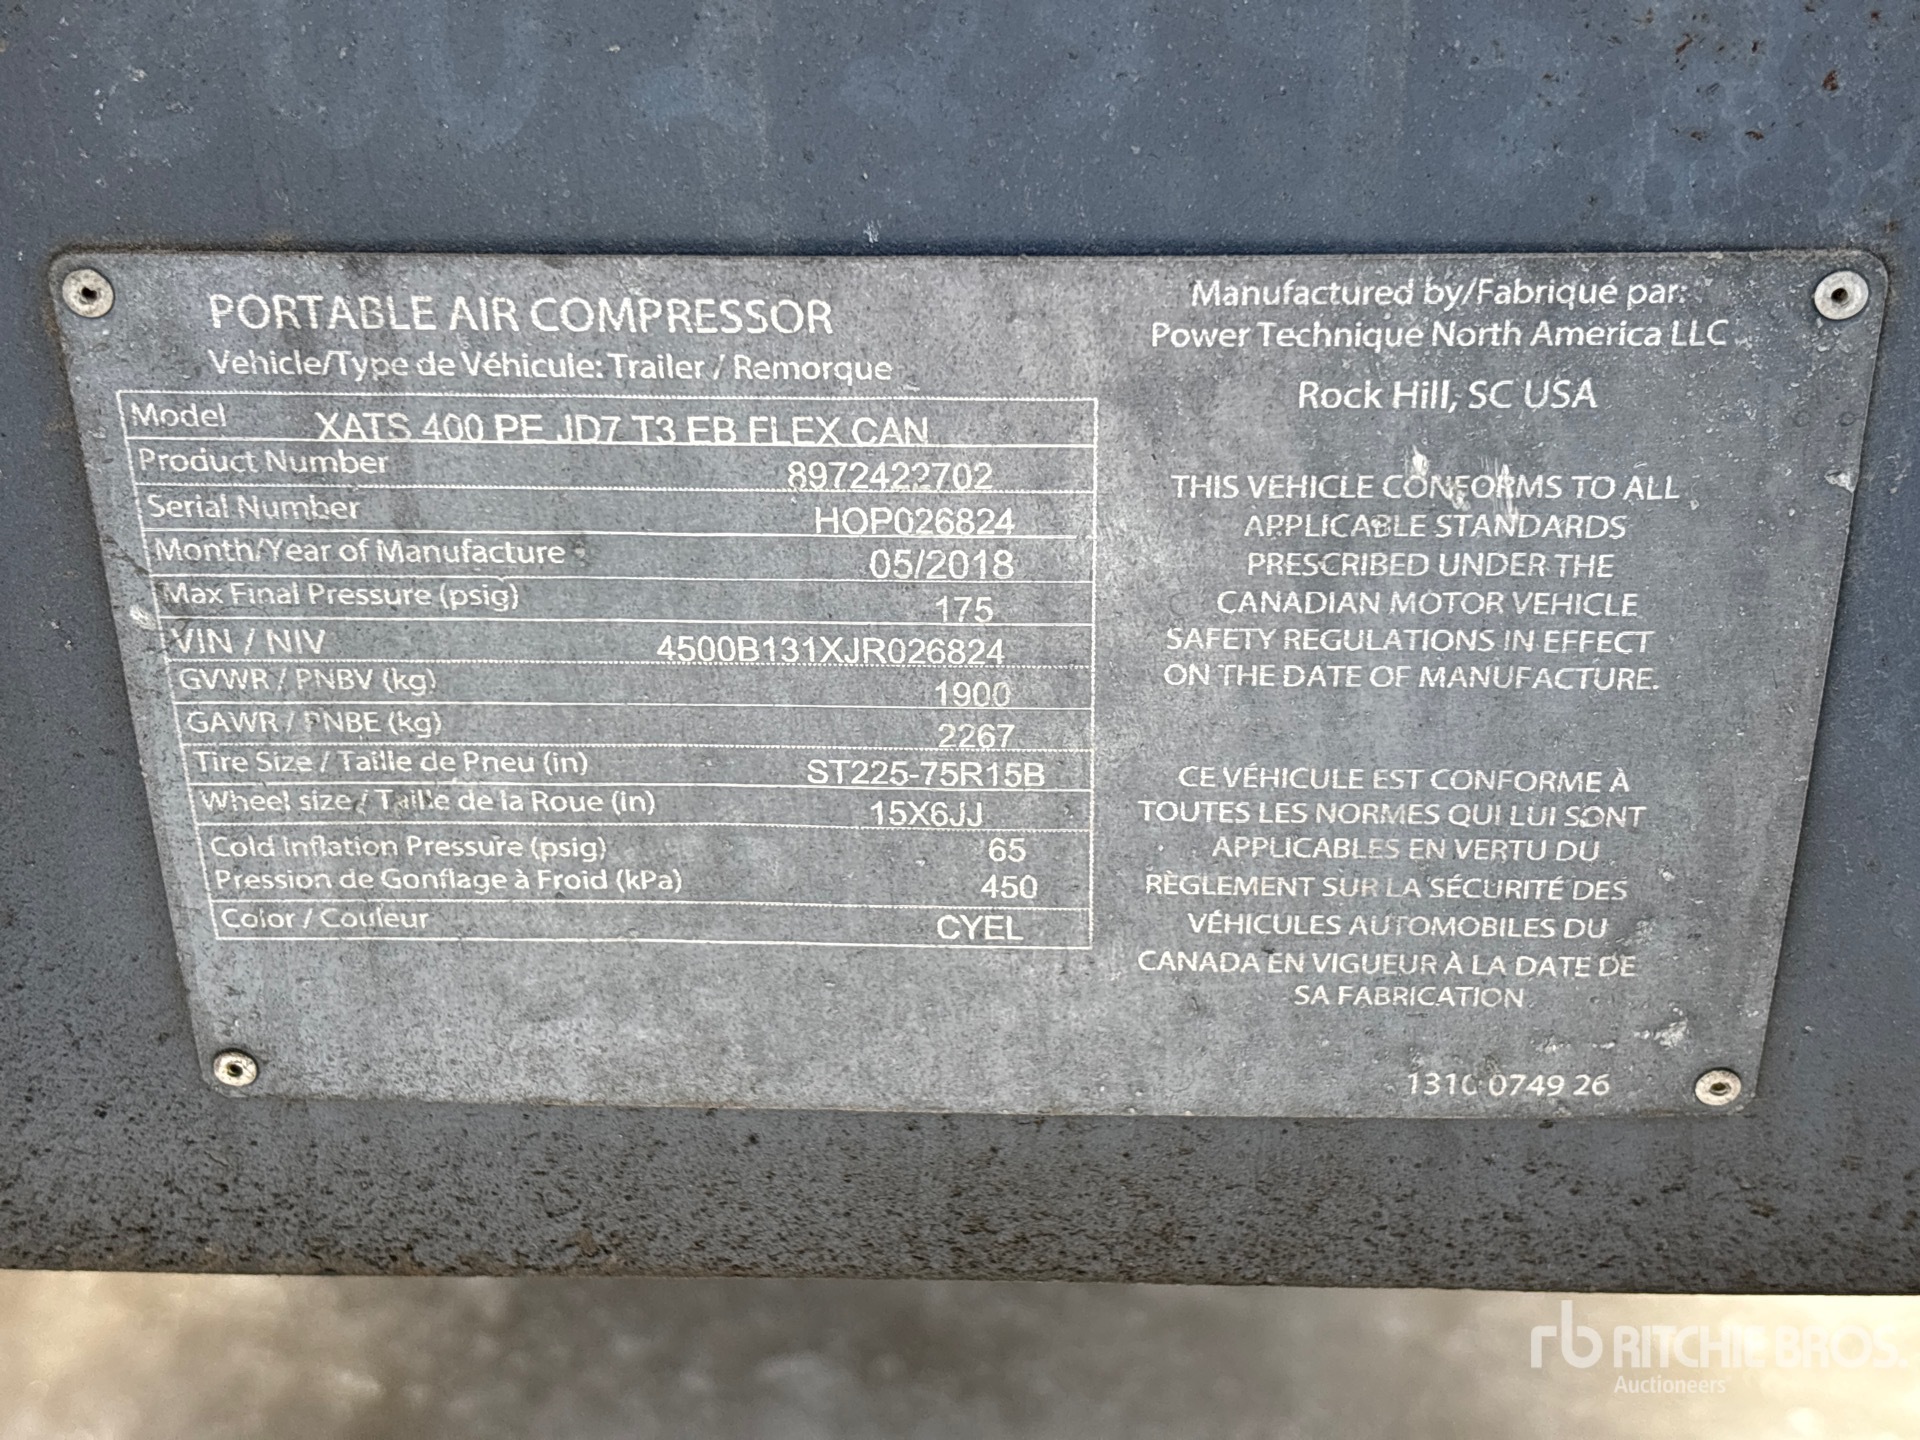 PORTABLE AIR COMPRESSOR
Vehicle/Type de Véhicule: Trailer / Remorque
Model XATS 400 PE JD7 T3 EB FLEX CAN
Product Number 8972422702
Serial Number HOP026824
Month/Year of Manufacture 05/2018
Max Final Pressure (psig) 175
VIN / NIV 4500B131XJR026824
GVWR / PNBV (kg) 1900
GAWR / PNBE (kg) 2267
Tire Size / Taille de Pneu (in) ST225-75R15B
Wheel size / Taille de la Roue (in) 15X6JJ
Cold Inflation Pressure (psig) 65
Pression de Gonflage à Froid (kPa) 450
Color / Couleur CYEL
Manufactured by/Fabriqué par:
Power Technique North America LLC
Rock Hill, SC USA
THIS VEHICLE CONFORMS TO ALL
APPLICABLE STANDARDS
PRESCRIBED UNDER THE
CANADIAN MOTOR VEHICLE
SAFETY REGULATIONS IN EFFECT
ON THE DATE OF MANUFACTURE.
CE VÉHICULE EST CONFORME À
TOUTES LES NORMES QUI LUI SONT
APPLICABLES EN VERTU DU
RÈGLEMENT SUR LA SÉCURITÉ DES
VÉHICULES AUTOMOBILES DU
CANADA EN VIGUEUR À LA DATE DE
SA FABRICATION
1310 0749 26
rb RITCHIE BROS.
Auctioneers